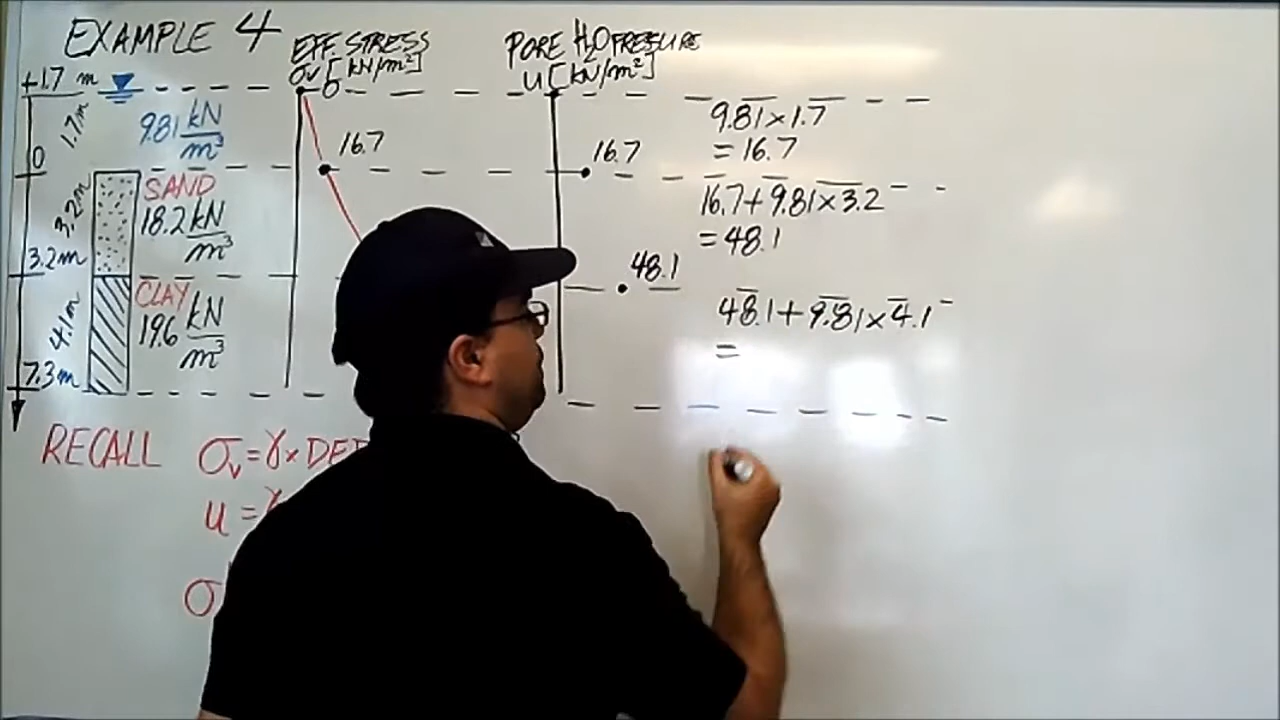 EXAMPLE 4
EFF STRESS
σv [kN/m²]
PORE H₂O PRESURE
u [kN/m²]
+1.7 m
1.7m
9.81 kN/m³
0
0
16.7
16.7
9.81×1.7
= 16.7
3.2m
SAND
18.2 kN/m³
16.7+9.81×3.2
= 48.1
3.2m
48.1
4.1m
CLAY
19.6 kN/m³
48.1+9.81×4.1
=
7.3m
RECALL σv=γ×DEP
u =γ
σ